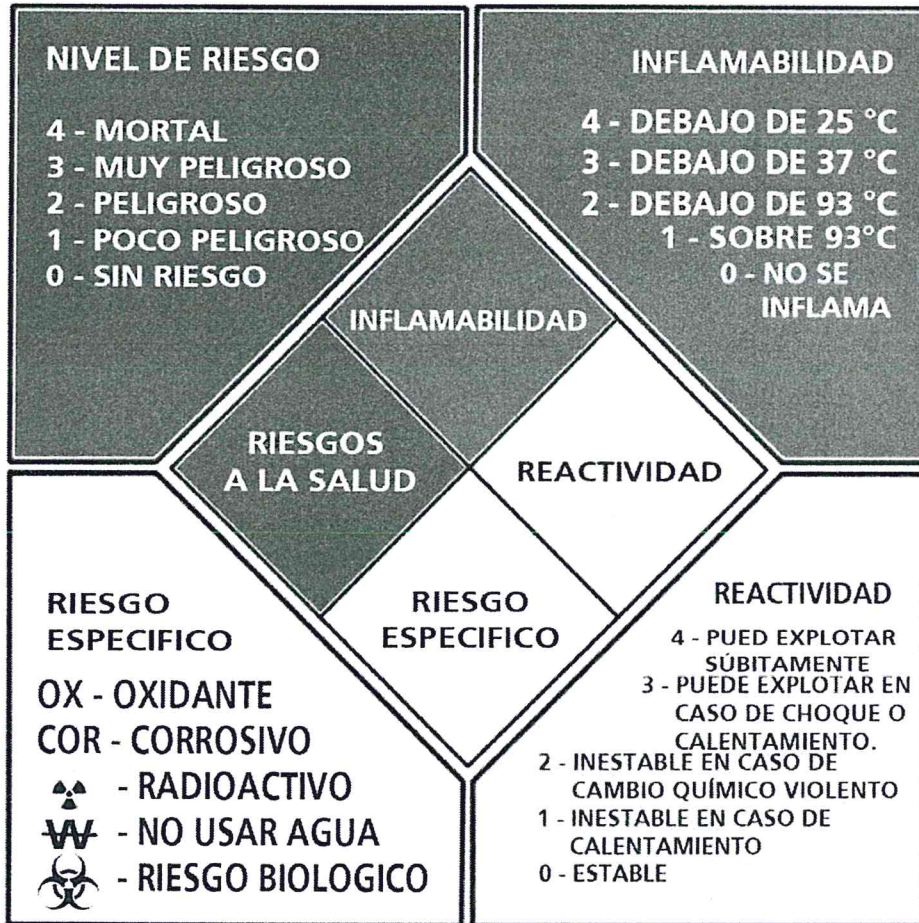 NIVEL DE RIESGO
4 - MORTAL
3 - MUY PELIGROSO
2 - PELIGROSO
1 - POCO PELIGROSO
0 - SIN RIESGO
INFLAMABILIDAD
4 - DEBAJO DE 25 °C
3 - DEBAJO DE 37 °C
2 - DEBAJO DE 93 °C
1 - SOBRE 93°C
0 - NO SE
INFLAMA
INFLAMABILIDAD
RIESGOS
A LA SALUD
REACTIVIDAD
RIESGO
ESPECIFICO
RIESGO
ESPECIFICO
OX - OXIDANTE
COR - CORROSIVO
- RADIOACTIVO
W - NO USAR AGUA
- RIESGO BIOLOGICO
REACTIVIDAD
4 - PUED EXPLOTAR
SÚBITAMENTE
3 - PUEDE EXPLOTAR EN
CASO DE CHOQUE O
CALENTAMIENTO.
2 - INESTABLE EN CASO DE
CAMBIO QUÍMICO VIOLENTO
1 - INESTABLE EN CASO DE
CALENTAMIENTO
0 - ESTABLE